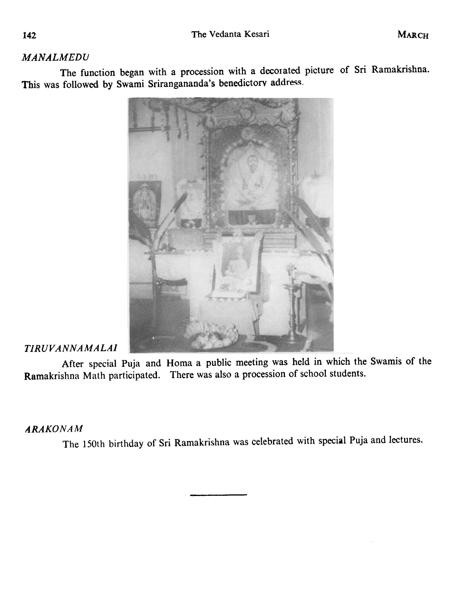 142 The Vedanta Kesari MARCH
MANALMEDU
The function began with a procession with a decorated picture of Sri Ramakrishna.
This was followed by Swami Srirangananda's benedictory address.
TIRUVANNAMALAI
After special Puja and Homa a public meeting was held in which the Swamis of the
Ramakrishna Math participated. There was also a procession of school students.
ARAKONAM
The 150th birthday of Sri Ramakrishna was celebrated with special Puja and lectures.